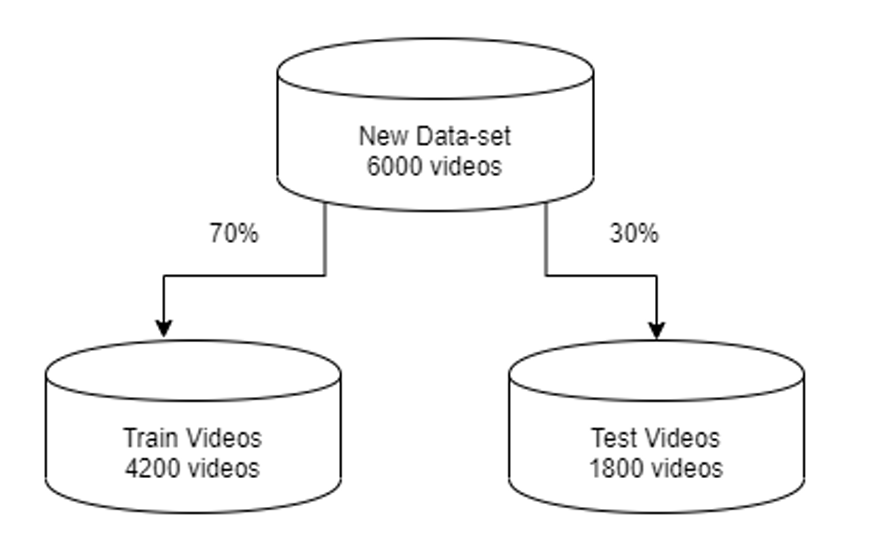 New Data-set
6000 videos
70%
30%
Train Videos
4200 videos
Test Videos
1800 videos